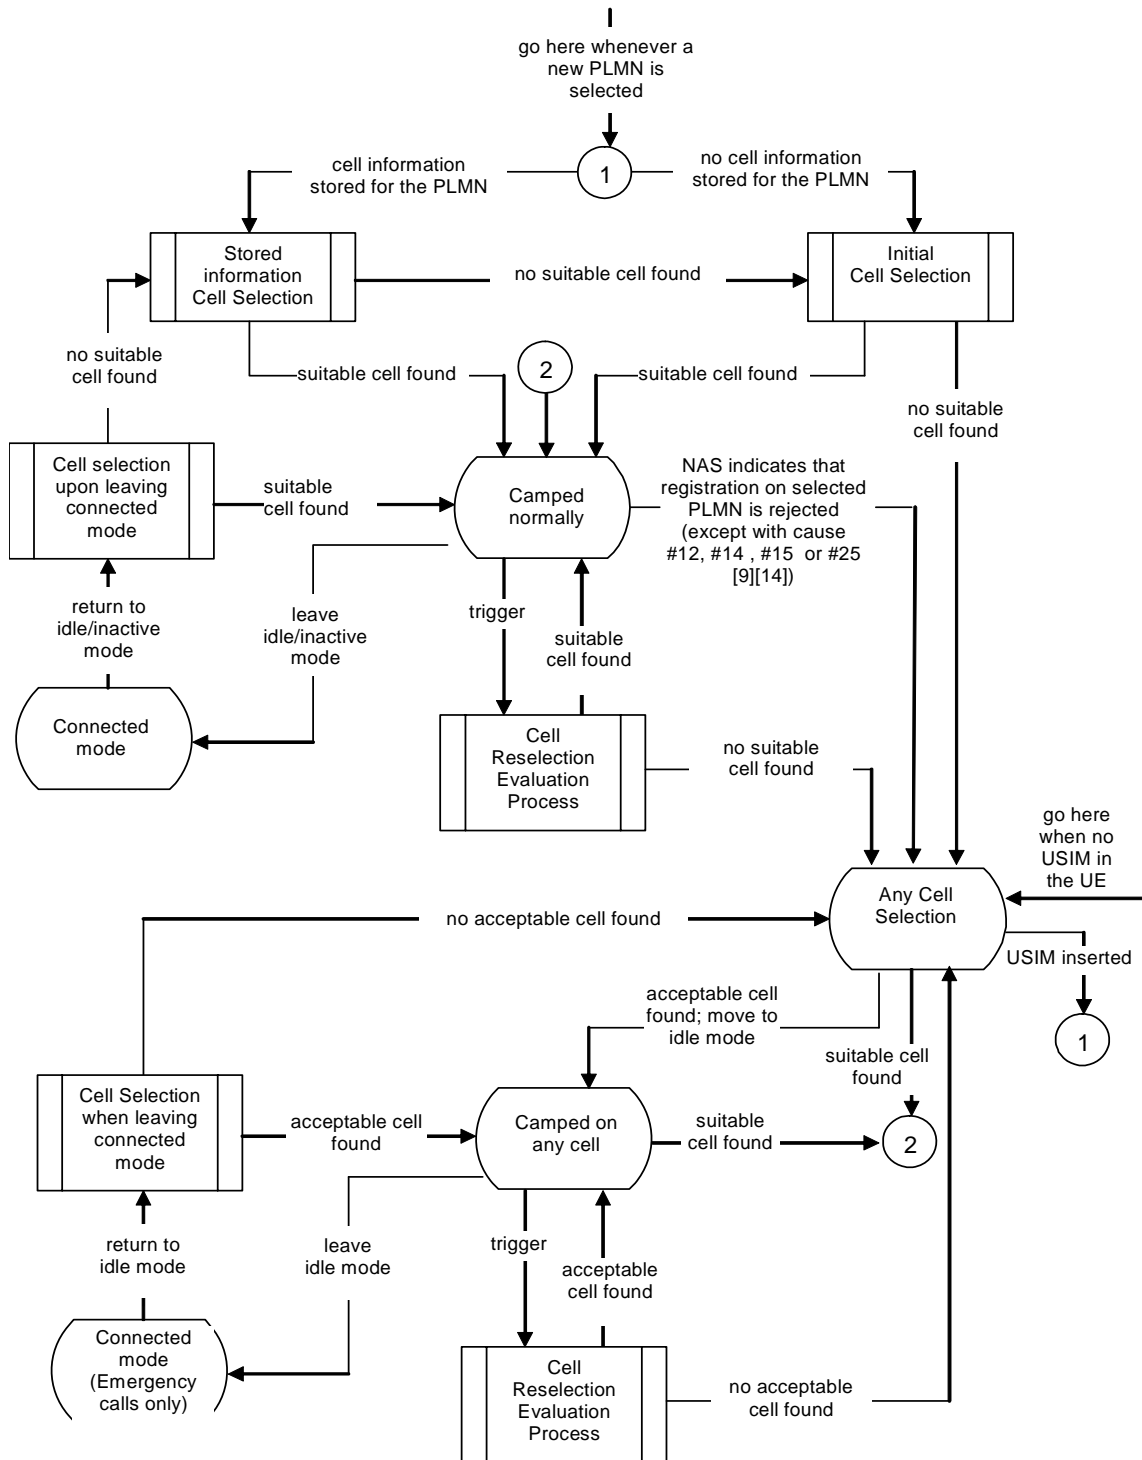 go here whenever a
new PLMN is
selected
1
cell information
stored for the PLMN
no cell information
stored for the PLMN
Stored
information
Cell Selection
no suitable cell found
Initial
Cell Selection
no suitable
cell found
suitable cell found
2
suitable cell found
no suitable
cell found
Cell selection
upon leaving
connected
mode
suitable
cell found
Camped
normally
NAS indicates that
registration on selected
PLMN is rejected
(except with cause
#12, #14 , #15 or #25
[9][14])
return to
idle/inactive
mode
leave
idle/inactive
mode
trigger
suitable
cell found
Connected
mode
Cell
Reselection
Evaluation
Process
no suitable
cell found
go here
when no
USIM in
the UE
Any Cell
Selection
no acceptable cell found
USIM inserted
1
acceptable cell
found; move to
idle mode
suitable cell
found
Cell Selection
when leaving
connected
mode
acceptable cell
found
Camped on
any cell
suitable
cell found
2
return to
idle mode
leave
idle mode
trigger
acceptable
cell found
Connected
mode
(Emergency
calls only)
Cell
Reselection
Evaluation
Process
no acceptable
cell found